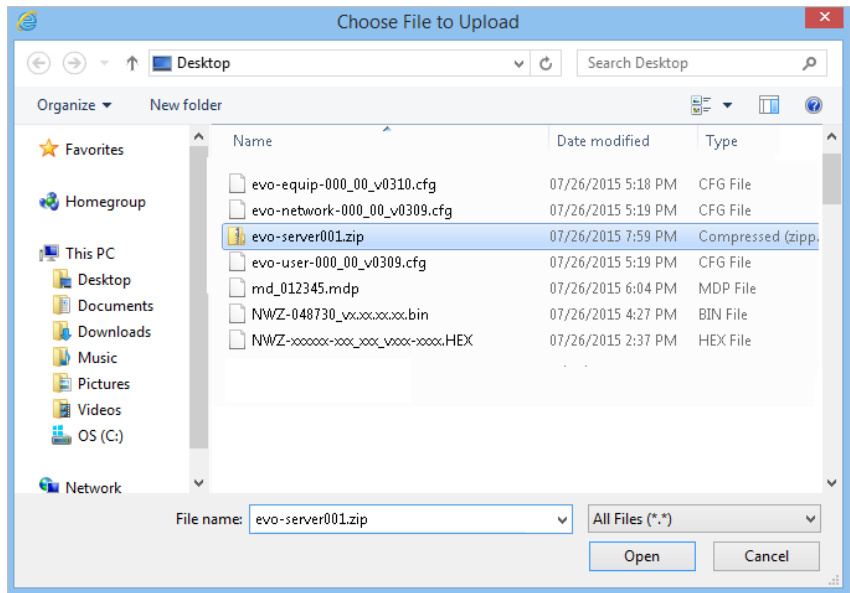 Choose File to Upload
Desktop
Search Desktop
Organize
New folder
Name Date modified Type
Favorites
Homegroup
This PC
Desktop
Documents
Downloads
Music
Pictures
Videos
OS (C:)
Network
evo-equip-000_00_v0310.cfg 07/26/2015 5:18 PM CFG File
evo-network-000_00_v0309.cfg 07/26/2015 5:19 PM CFG File
evo-server001.zip 07/26/2015 7:59 PM Compressed (zipp.
evo-user-000_00_v0309.cfg 07/26/2015 5:19 PM CFG File
md_012345.mdp 07/26/2015 6:04 PM MDP File
NWZ-048730_vx.xx.xx.xx.bin 07/26/2015 4:27 PM BIN File
NWZ-xxxxxx-xxx_xxx_vxxx-xxxx.HEX 07/26/2015 2:37 PM HEX File
File name: evo-server001.zip All Files (*.*)
Open Cancel